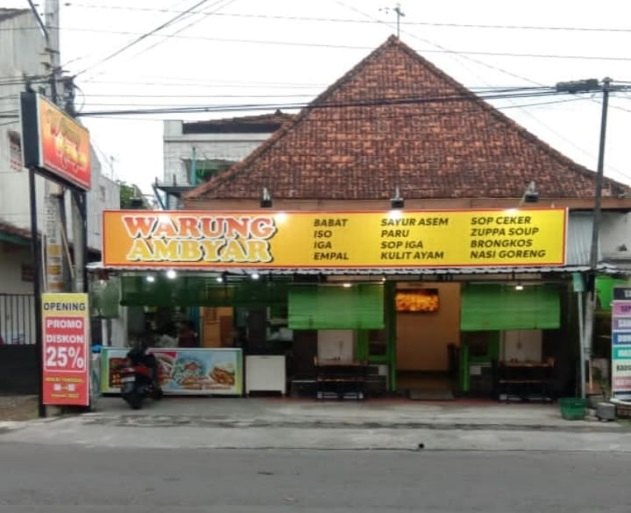 WARUNG
AMBYAR
BABAT
ISO
IGA
EMPAL
SAYUR ASEM
PARU
SOP IGA
KULIT AYAM
SOP CEKER
ZUPPA SOUP
BRONGKOS
NASI GORENG
OPENING
PROMO
DISKON
25%